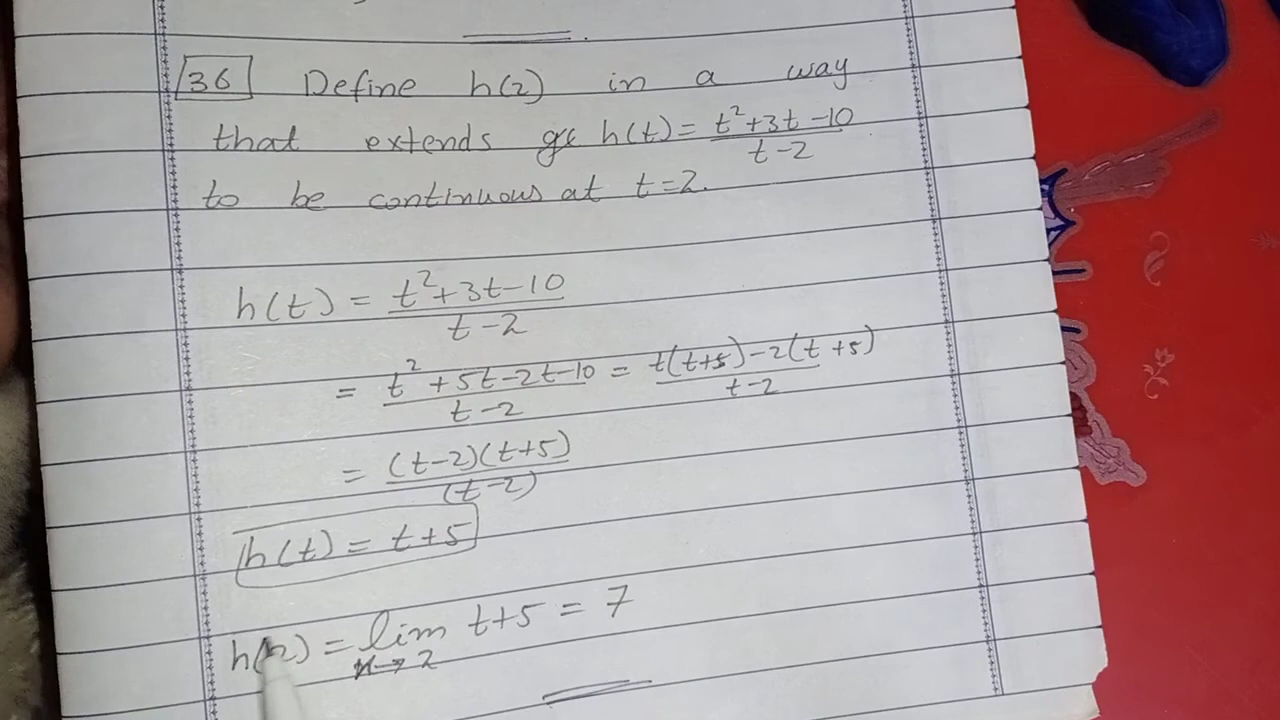 36 Define h(2) in a way
that extends h(t) = t²+3t-10 / t-2
to be continuous at t=2.
h(t) = t²+3t-10 / t-2
= t²+5t-2t-10 / t-2 = t(t+5)-2(t+5) / t-2
= (t-2)(t+5) / (t-2)
h(t) = t+5
h(2) = lim t+5 = 7
→ 2